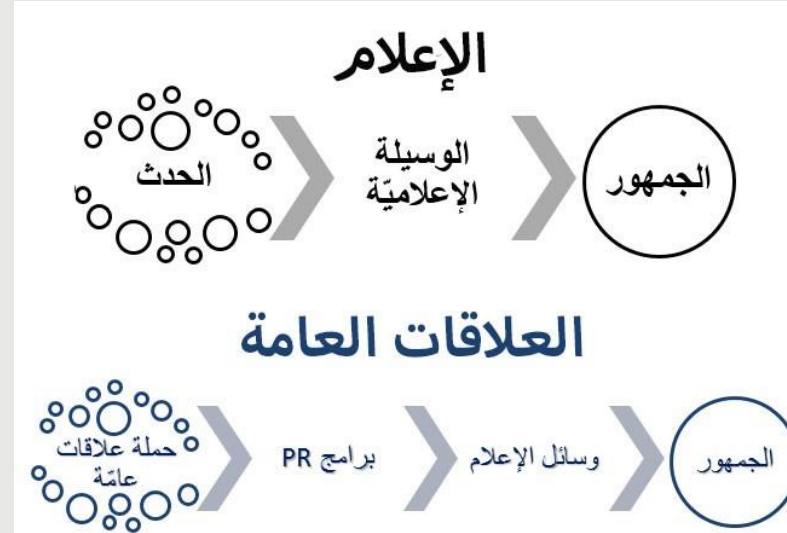 الإعلام
الحدث
الوسيلة
الإعلاميّة
الجمهور
العلاقات العامة
حملة علاقات
عامّة
برامج PR
وسائل الإعلام
الجمهور